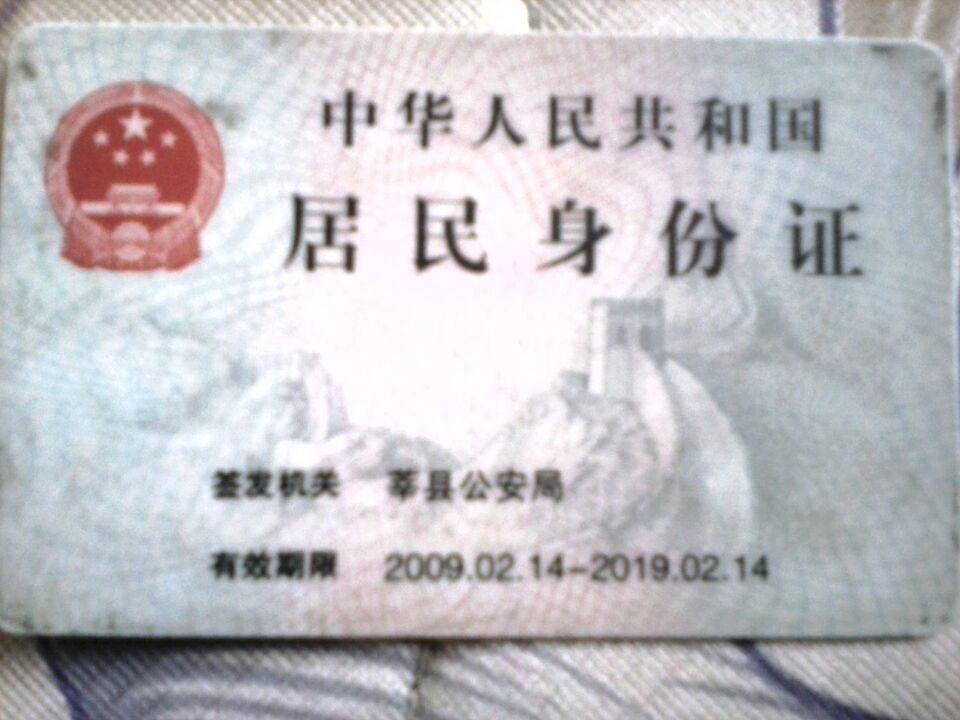 中华人民共和国
居民身份证
签发机关 莘县公安局
有效期限 2009.02.14-2019.02.14